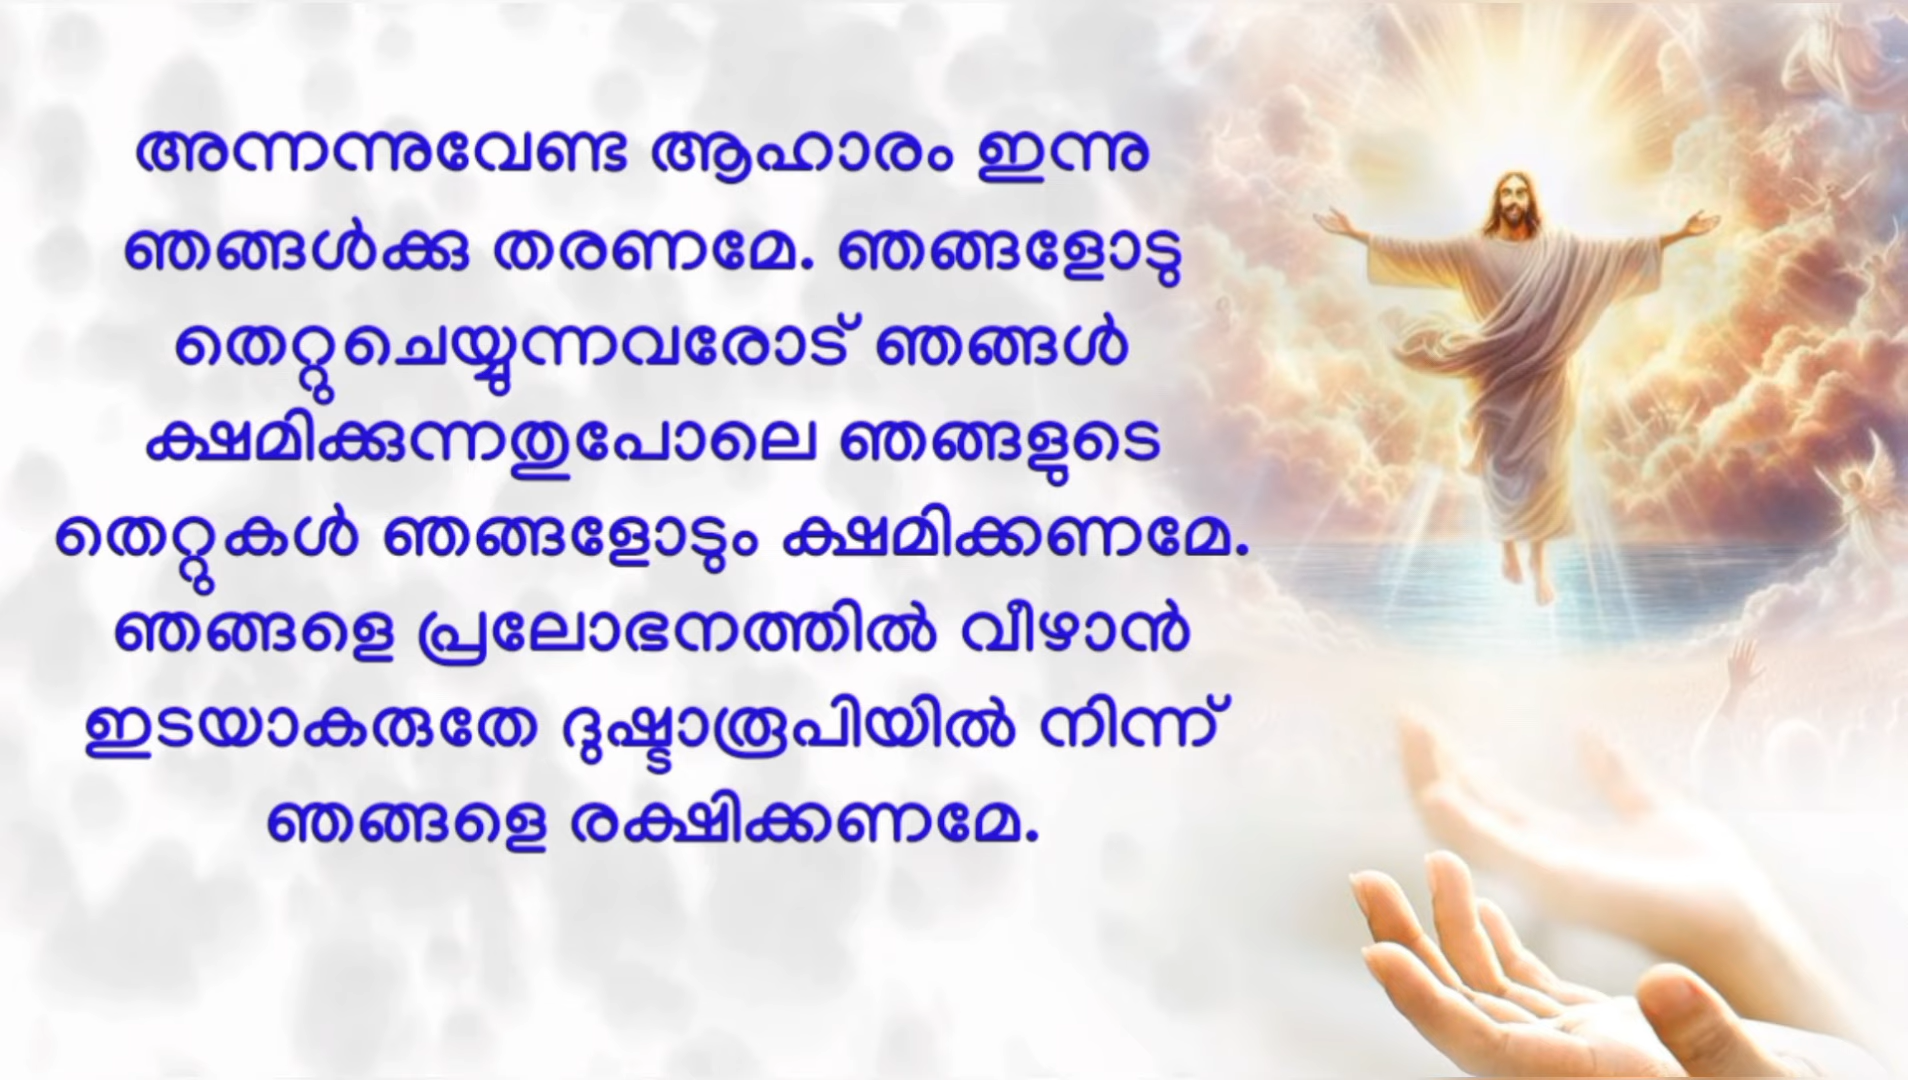 അന്നന്നുവേണ്ട ആഹാരം ഇന്നു
ഞങ്ങൾക്കു തരണമേ. ഞങ്ങളോടു
തെറ്റുചെയ്യുന്നവരോട് ഞങ്ങൾ
ക്ഷമിക്കുന്നതുപോലെ ഞങ്ങളുടെ
തെറ്റുകൾ ഞങ്ങളോടും ക്ഷമിക്കണമേ.
ഞങ്ങളെ പ്രലോഭനത്തിൽ വീഴാൻ
ഇടയാകരുതേ ദുഷ്ടാരൂപിയിൽ നിന്ന്
ഞങ്ങളെ രക്ഷിക്കണമേ.